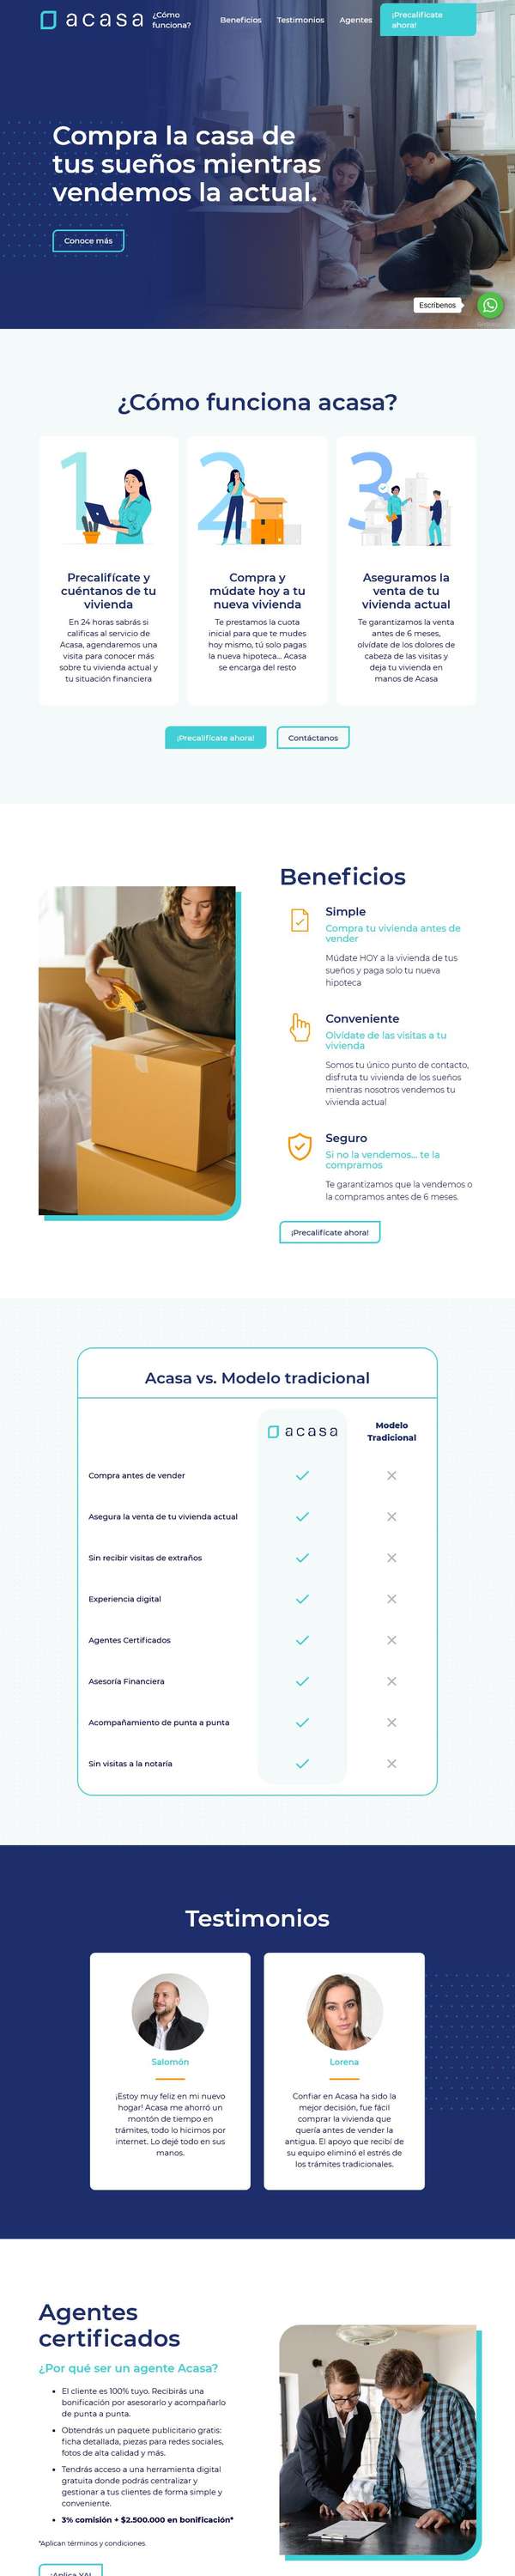 acasa
¿Cómo
funciona?
Beneficios
Testimonios
Agentes
¡Precalifícate
ahora!
Compra la casa de
tus sueños mientras
vendemos la actual.
Conoce más
Escríbenos
¿Cómo funciona acasa?
1
2
3
Precalifícate y
cuéntanos de tu
vivienda
En 24 horas sabrás si
calificas al servicio de
Acasa, agendaremos una
visita para conocer más
sobre tu vivienda actual y
tu situación financiera
Compra y
múdate hoy a tu
nueva vivienda
Te prestamos la cuota
inicial para que te mudes
hoy mismo, tú solo pagas
la nueva hipoteca... Acasa
se encarga del resto
Aseguramos la
venta de tu
vivienda actual
Te garantizamos la venta
antes de 6 meses,
olvídate de los dolores de
cabeza de las visitas y
deja tu vivienda en
manos de Acasa
¡Precalifícate ahora!
Contáctanos
Beneficios
Simple
Compra tu vivienda antes de
vender
Múdate HOY a la vivienda de tus
sueños y paga solo tu nueva
hipoteca
Conveniente
Olvídate de las visitas a tu
vivienda
Somos tu único punto de contacto,
disfruta tu vivienda de los sueños
mientras nosotros vendemos tu
vivienda actual
Seguro
Si no la vendemos... te la
compramos
Te garantizamos que la vendemos o
la compramos antes de 6 meses.
¡Precalifícate ahora!
Acasa vs. Modelo tradicional
acasa
Modelo
Tradicional
Compra antes de vender
Asegura la venta de tu vivienda actual
Sin recibir visitas de extraños
Experiencia digital
Agentes Certificados
Asesoría Financiera
Acompañamiento de punta a punta
Sin visitas a la notaría
Testimonios
Salomón
¡Estoy muy feliz en mi nuevo
hogar! Acasa me ahorró un
montón de tiempo en
trámites, todo lo hicimos por
internet. Lo dejé todo en sus
manos.
Lorena
Confiar en Acasa ha sido la
mejor decisión, fue fácil
comprar la vivienda que
quería antes de vender la
antigua. El apoyo que recibí de
su equipo eliminó el estrés de
los trámites tradicionales.
Agentes
certificados
¿Por qué ser un agente Acasa?
El cliente es 100% tuyo. Recibirás una
bonificación por asesorarlo y acompañarlo
de punta a punta.
Obtendrás un paquete publicitario gratis:
ficha detallada, piezas para redes sociales,
fotos de alta calidad y más.
Tendrás acceso a una herramienta digital
gratuita donde podrás centralizar y
gestionar a tus clientes de forma simple y
conveniente.
3% comisión + $2.500.000 en bonificación*
*Aplican términos y condiciones
¡Aplica YA!